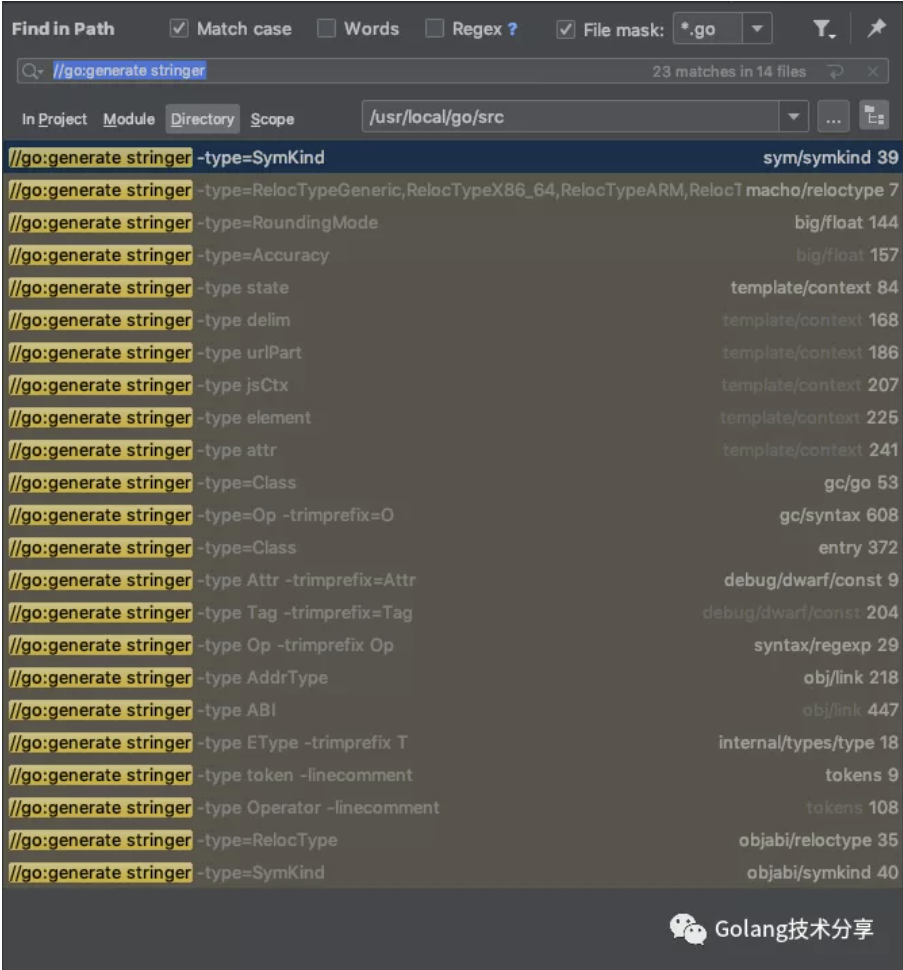 Find in Path Match case Words Regex ? File mask: *.go
//go:generate stringer 23 matches in 14 files
In Project Module Directory Scope /usr/local/go/src ...
//go:generate stringer -type=SymKind sym/symkind 39
//go:generate stringer -type=RelocTypeGeneric,RelocTypeX86_64,RelocTypeARM,RelocT macho/reloctype 7
//go:generate stringer -type=RoundingMode big/float 144
//go:generate stringer -type=Accuracy big/float 157
//go:generate stringer -type state template/context 84
//go:generate stringer -type delim template/context 168
//go:generate stringer -type urlPart template/context 186
//go:generate stringer -type jsCtx template/context 207
//go:generate stringer -type element template/context 225
//go:generate stringer -type attr template/context 241
//go:generate stringer -type=Class gc/go 53
//go:generate stringer -type=Op -trimprefix=O gc/syntax 608
//go:generate stringer -type=Class entry 372
//go:generate stringer -type Attr -trimprefix=Attr debug/dwarf/const 9
//go:generate stringer -type Tag -trimprefix=Tag debug/dwarf/const 204
//go:generate stringer -type Op -trimprefix Op syntax/regexp 29
//go:generate stringer -type AddrType obj/link 218
//go:generate stringer -type ABI obj/link 447
//go:generate stringer -type EType -trimprefix T internal/types/type 18
//go:generate stringer -type token -linecomment tokens 9
//go:generate stringer -type Operator -linecomment tokens 108
//go:generate stringer -type=RelocType objabi/reloctype 35
//go:generate stringer -type=SymKind objabi/symkind 40
Golang技术分享